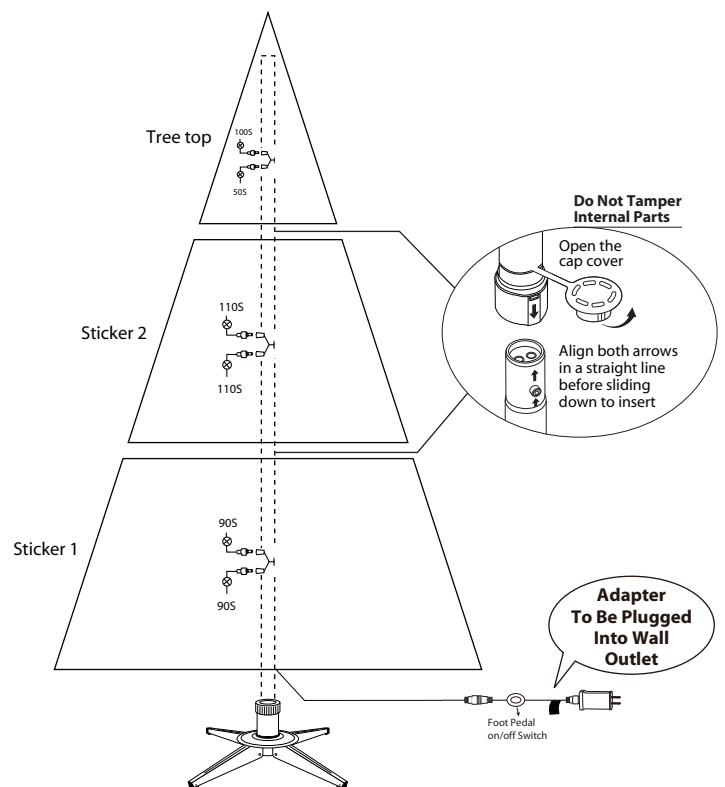 Tree top
100S
50S
Do Not Tamper
Internal Parts
Open the
cap cover
110S
Sticker 2
110S
Align both arrows
in a straight line
before sliding
down to insert
90S
Sticker 1
90S
Adapter
To Be Plugged
Into Wall
Outlet
Foot Pedal
on/off Switch